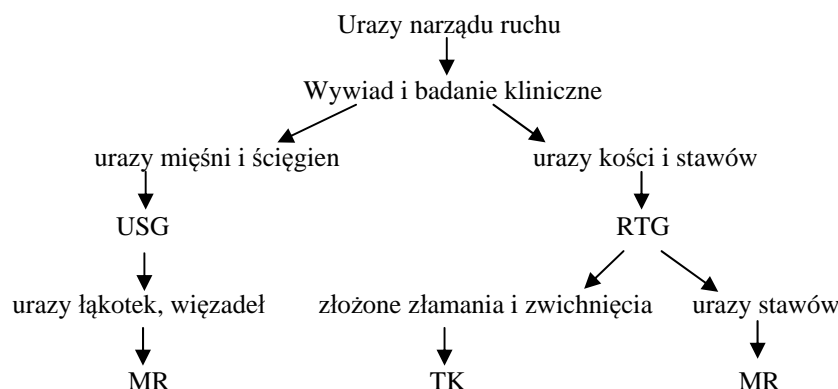 Urazy narządu ruchu
Wywiad i badanie kliniczne
urazy mięśni i ścięgien
urazy kości i stawów
USG
RTG
urazy łąkotek, więzadeł
złożone złamania i zwichnięcia
urazy stawów
MR
TK
MR